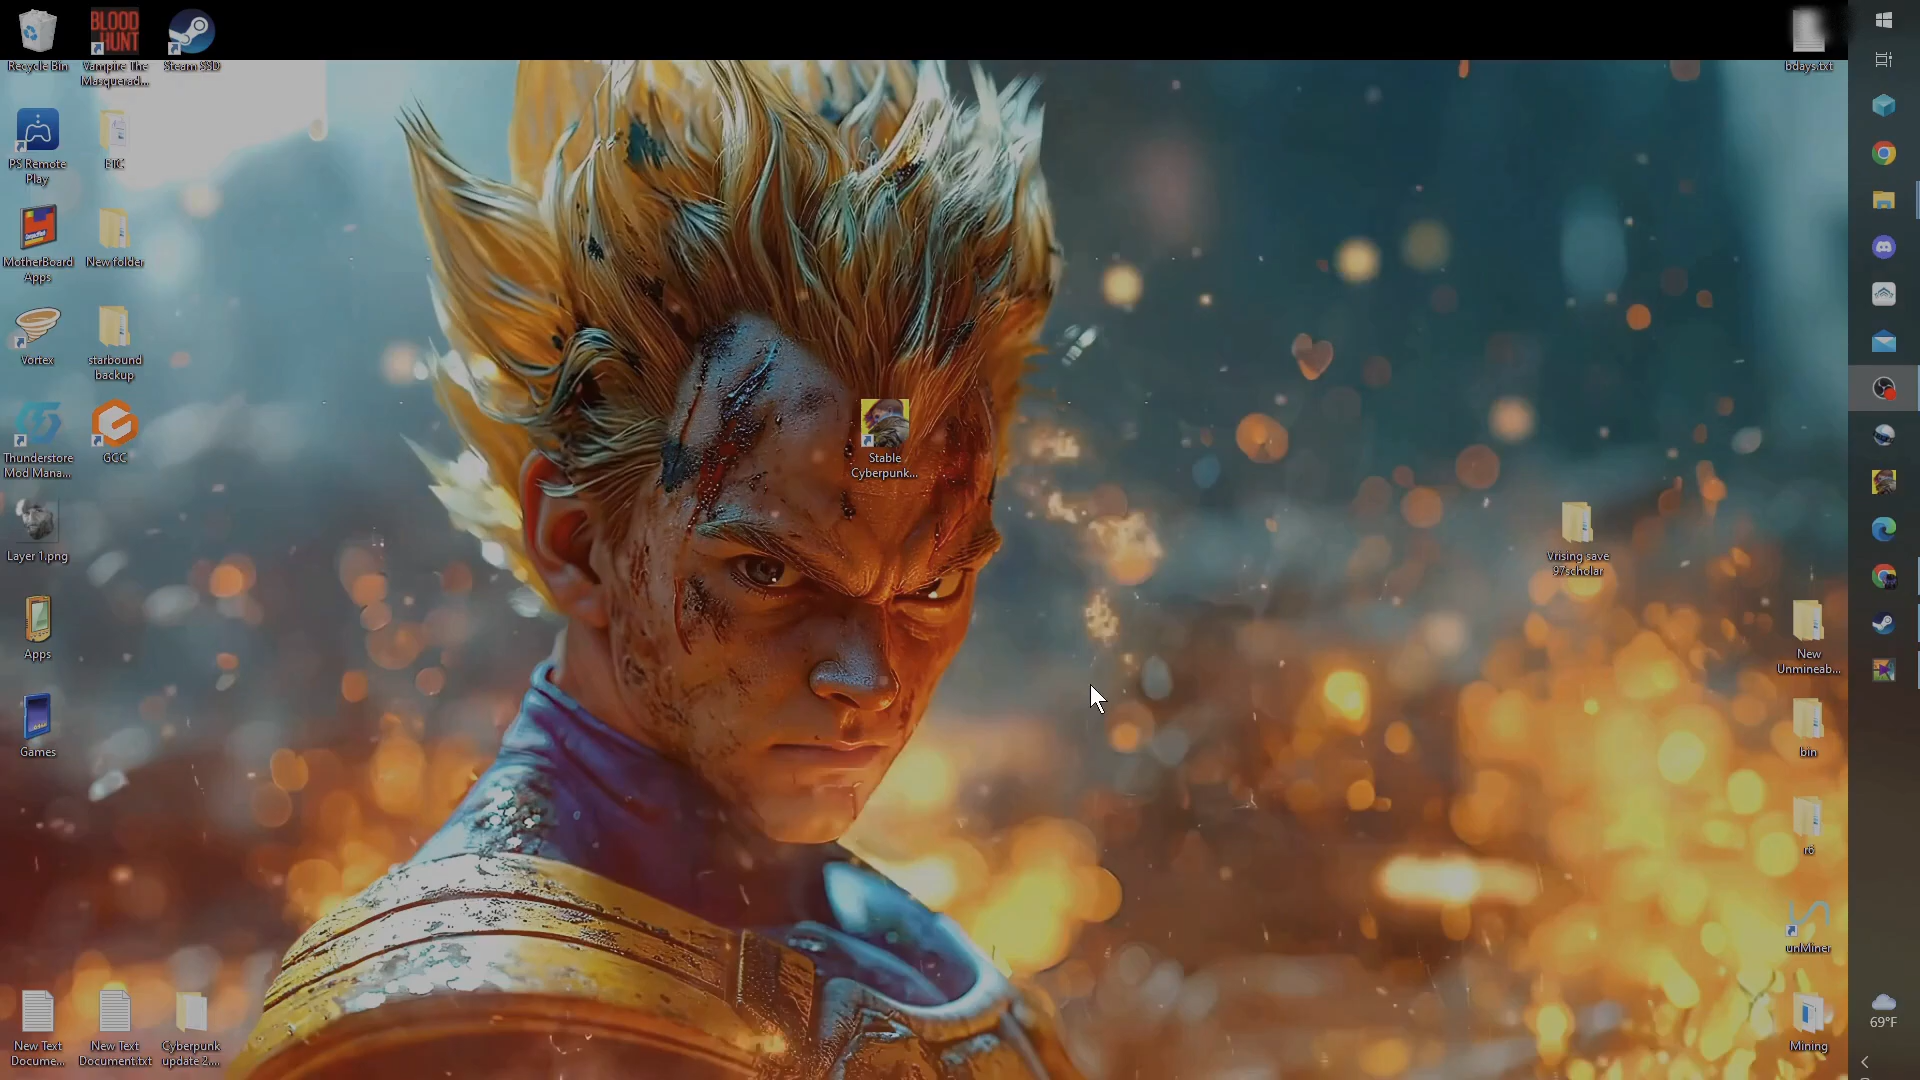 BLOOD
HUNT
Recycle Bin
Vampire The
Masquerad...
Steam SSD
bdays.txt
PS Remote
Play
ETC
MotherBoard
Apps
New folder
Vortex
starbound
backup
Thunderstore
Mod Mana...
GCC
Stable
Cyberpunk...
Layer 1.png
Vrising save
97scholar
Apps
New
Unmineab...
Games
bin
r6
unMiner
69°F
New Text
Docume...
New Text
Document.txt
Cyberpunk
update 2....
Mining